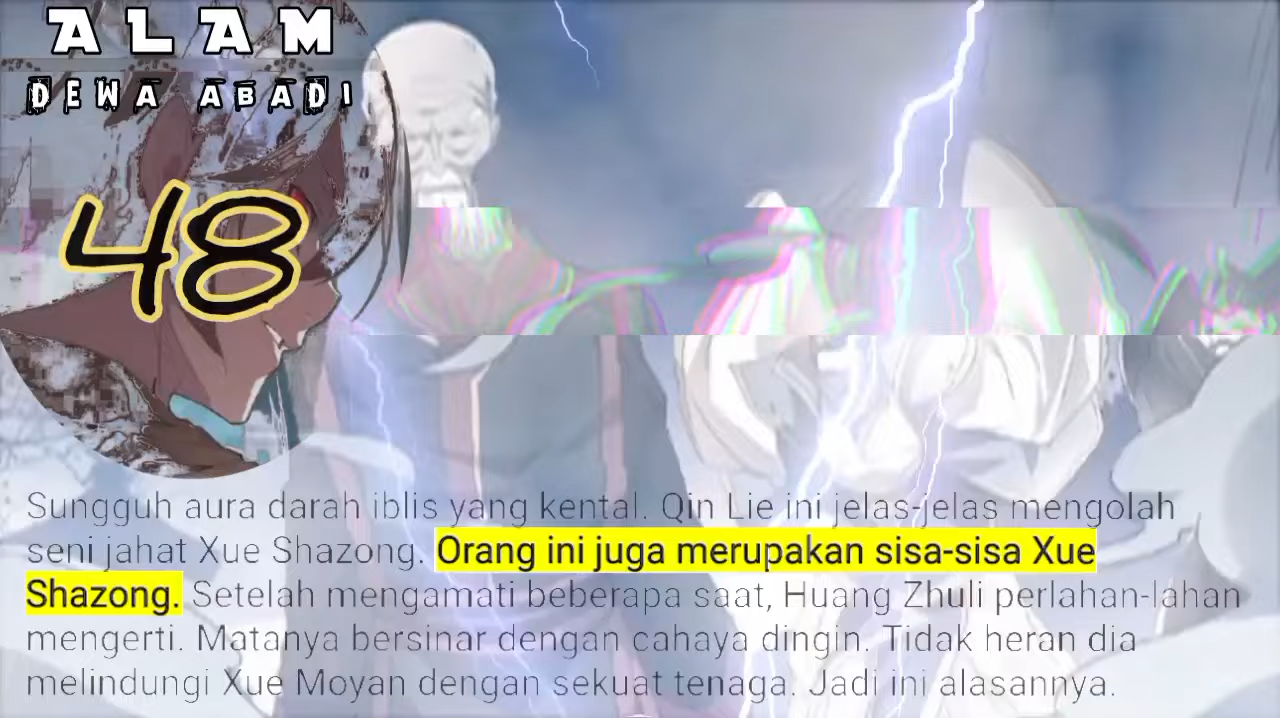 ALAM
DEWA ABADI
48
Sungguh aura darah iblis yang kental. Qin Lie ini jelas-jelas mengolah
seni jahat Xue Shazong. Orang ini juga merupakan sisa-sisa Xue
Shazong. Setelah mengamati beberapa saat, Huang Zhuli perlahan-lahan
mengerti. Matanya bersinar dengan cahaya dingin. Tidak heran dia
melindungi Xue Moyan dengan sekuat tenaga. Jadi ini alasannya.